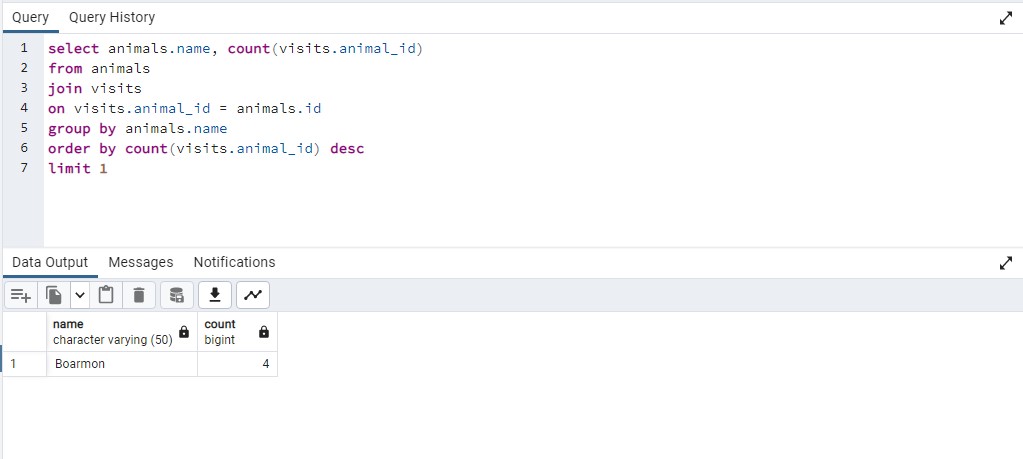 Query Query History
1 select animals.name, count(visits.animal_id)
2 from animals
3 join visits
4 on visits.animal_id = animals.id
5 group by animals.name
6 order by count(visits.animal_id) desc
7 limit 1
Data Output Messages Notifications
name count
character varying (50) bigint
1 Boarmon 4